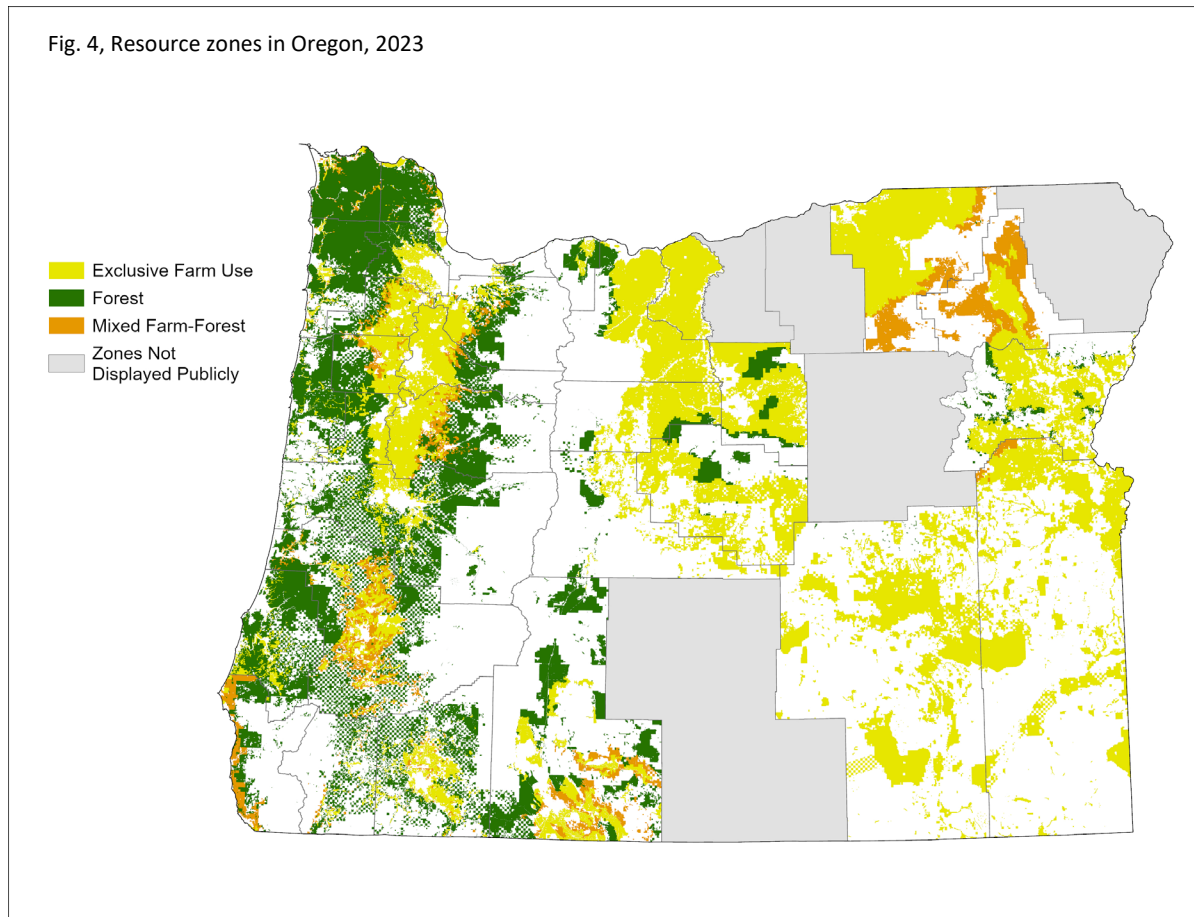 Fig. 4, Resource zones in Oregon, 2023
Exclusive Farm Use
Forest
Mixed Farm-Forest
Zones Not
Displayed Publicly